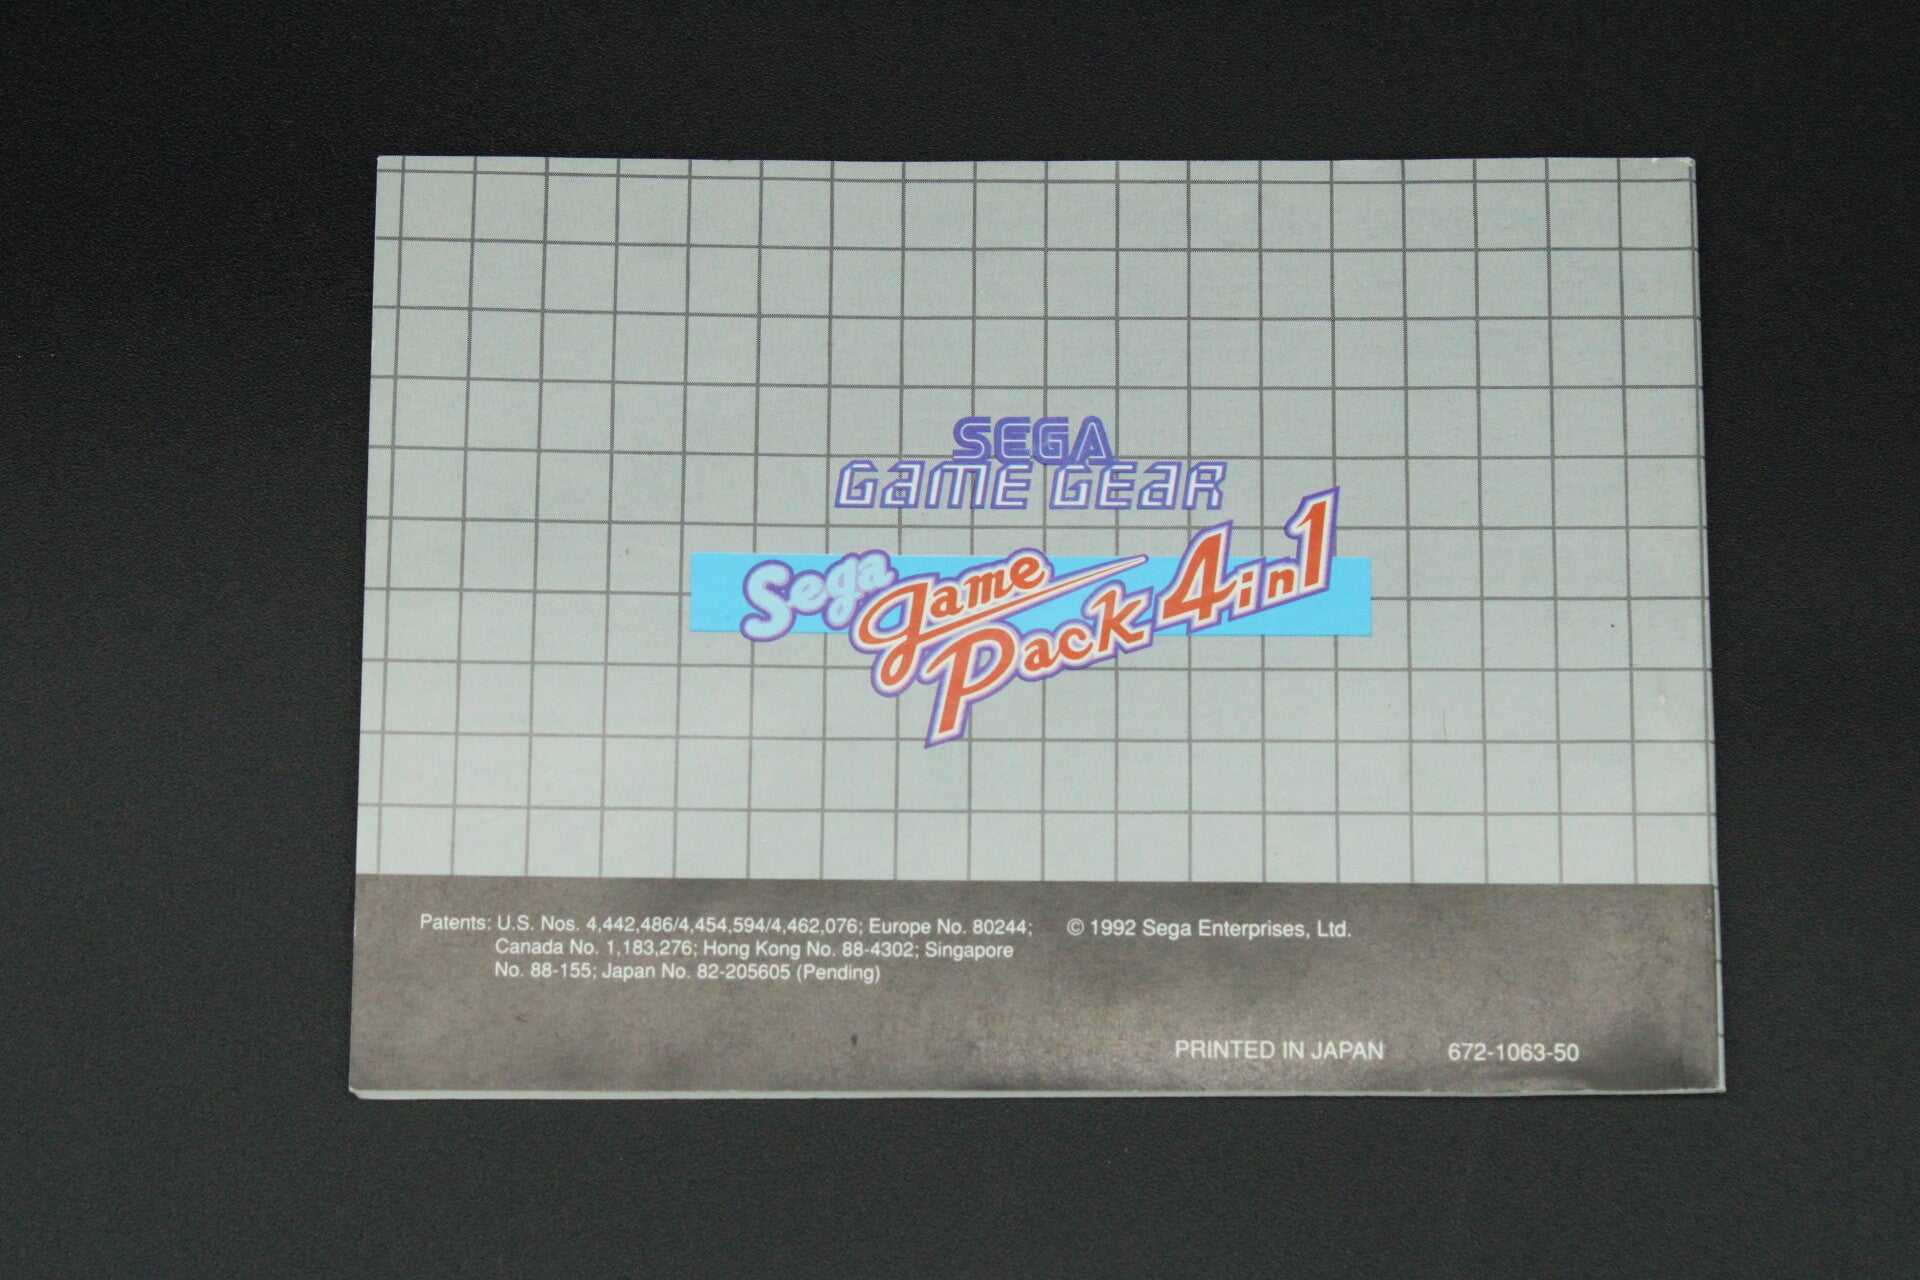 SEGA
GAME GEAR
Sega Game
Pack 4 in 1
Patents: U.S. Nos. 4,442,486/4,454,594/4,462,076; Europe No. 80244;
Canada No. 1,183,276; Hong Kong No. 88-4302; Singapore
No. 88-155; Japan No. 82-205605 (Pending)
© 1992 Sega Enterprises, Ltd.
PRINTED IN JAPAN
672-1063-50